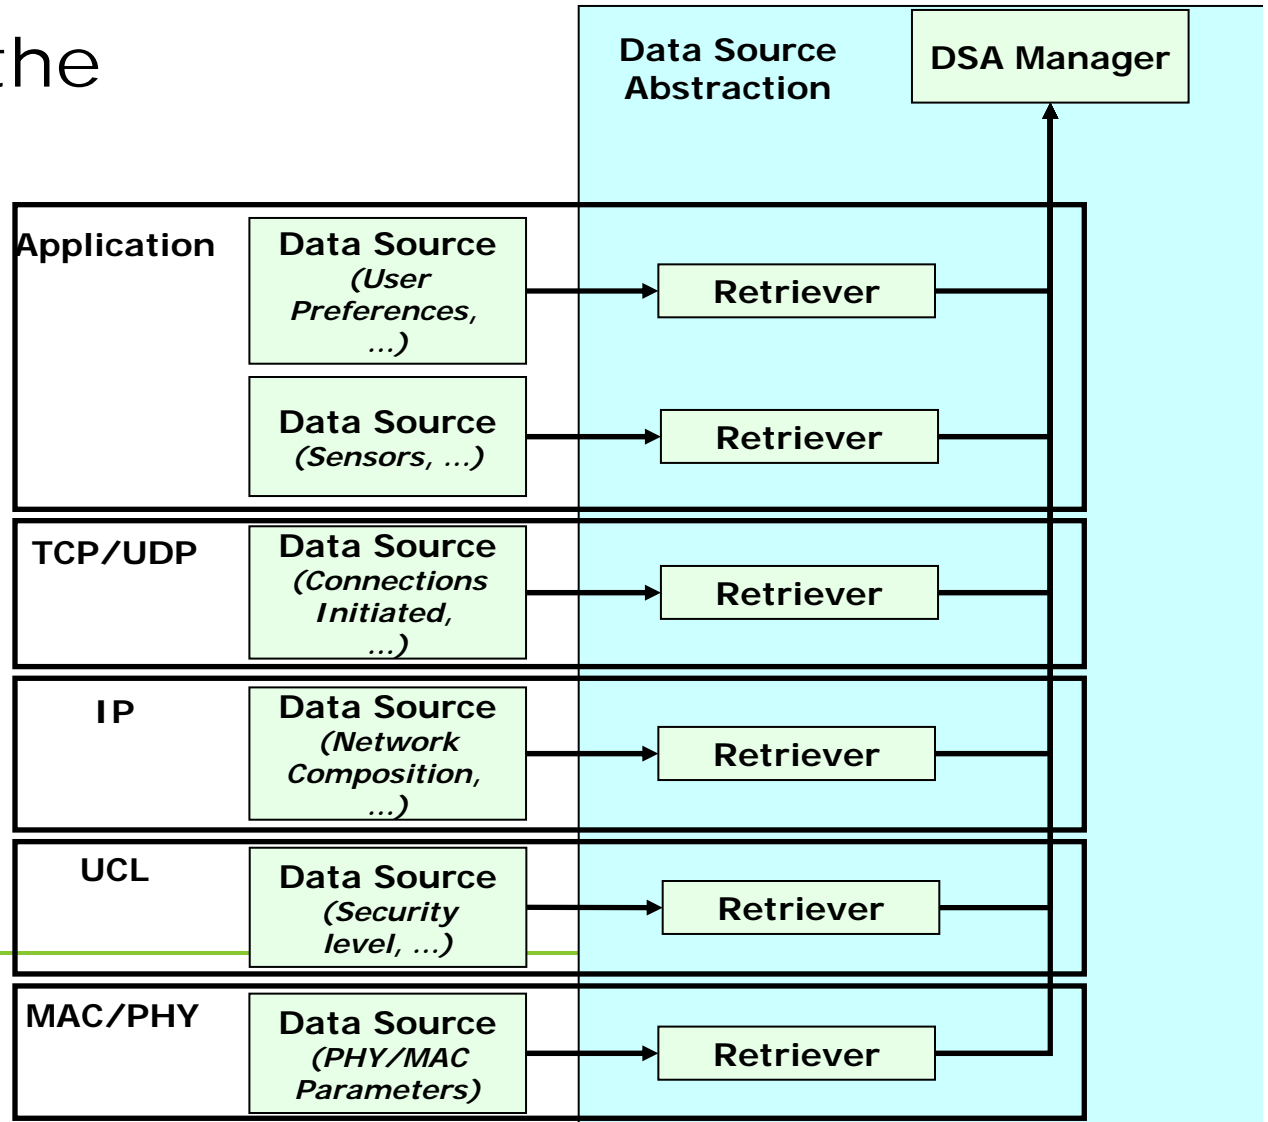 the
Data Source
Abstraction
DSA Manager
Application
Data Source
(User
Preferences,
...)
Retriever
Data Source
(Sensors, ...)
Retriever
TCP/UDP
Data Source
(Connections
Initiated,
...)
Retriever
IP
Data Source
(Network
Composition,
...)
Retriever
UCL
Data Source
(Security
level, ...)
Retriever
MAC/PHY
Data Source
(PHY/MAC
Parameters)
Retriever